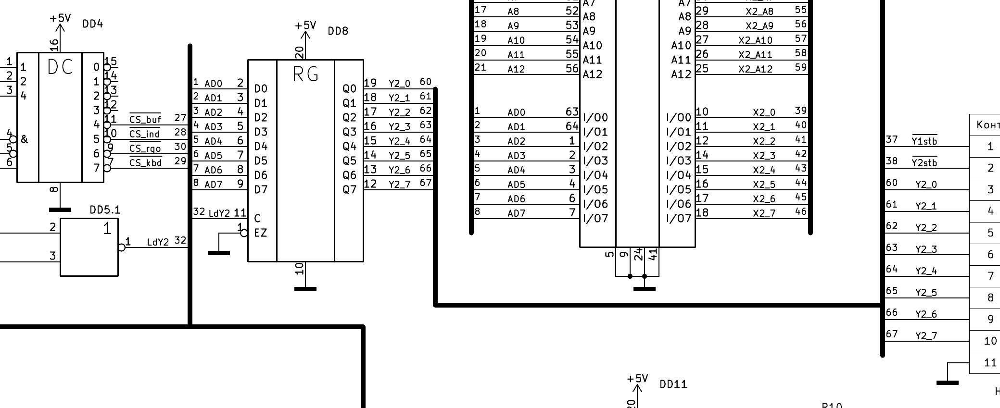 +5V DD4
16
DC
1 1 0 15
2 2 1 14
3 4 2 13
3 12
4 11 CS_buf 27
4 & 5 10 CS_ind 28
5 6 9 CS_rgo 30
6 7 7 CS_kbd 29
8
DD5.1
2 1
1 LdY2 32
3
+5V DD8
20
RG
1 AD0 2 D0 Q0 19 Y2_0 60
2 AD1 3 D1 Q1 18 Y2_1 61
3 AD2 4 D2 Q2 17 Y2_2 62
4 AD3 5 D3 Q3 16 Y2_3 63
5 AD4 6 D4 Q4 15 Y2_4 64
6 AD5 7 D5 Q5 14 Y2_5 65
7 AD6 8 D6 Q6 13 Y2_6 66
8 AD7 9 D7 Q7 12 Y2_7 67
32 LdY2 11 C
1 EZ
10
A7 A7
17 A8 52 A8 A8 29 X2_A8 55
18 A9 53 A9 A9 28 X2_A9 56
19 A10 54 A10 A10 27 X2_A10 57
20 A11 55 A11 A11 26 X2_A11 58
21 A12 56 A12 A12 25 X2_A12 59
1 AD0 63 I/O0 I/O0 10 X2_0 39
2 AD1 64 I/O1 I/O1 11 X2_1 40
3 AD2 1 I/O2 I/O2 12 X2_2 41
4 AD3 2 I/O3 I/O3 14 X2_3 42
5 AD4 3 I/O4 I/O4 15 X2_4 43
6 AD5 4 I/O5 I/O5 16 X2_5 44
7 AD6 6 I/O6 I/O6 17 X2_6 45
8 AD7 7 I/O7 I/O7 18 X2_7 46
5 9 24 41
Конт
37 Y1stb 1
38 Y2stb 2
60 Y2_0 3
61 Y2_1 4
62 Y2_2 5
63 Y2_3 6
64 Y2_4 7
65 Y2_5 8
66 Y2_6 9
67 Y2_7 10
11
+5V DD11
20
R10